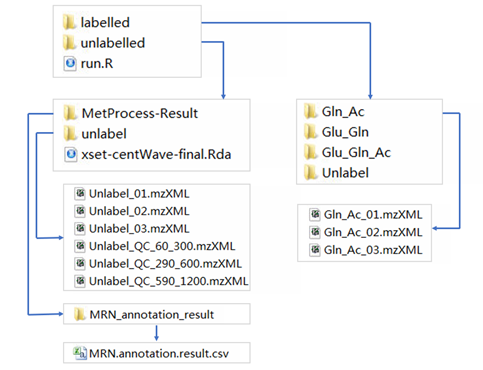 labelled
unlabelled
run.R
MetProcess-Result
unlabel
xset-centWave-final.Rda
Gln_Ac
Glu_Gln
Glu_Gln_Ac
Unlabel
Unlabel_01.mzXML
Unlabel_02.mzXML
Unlabel_03.mzXML
Unlabel_QC_60_300.mzXML
Unlabel_QC_290_600.mzXML
Unlabel_QC_590_1200.mzXML
Gln_Ac_01.mzXML
Gln_Ac_02.mzXML
Gln_Ac_03.mzXML
MRN_annotation_result
MRN.annotation.result.csv